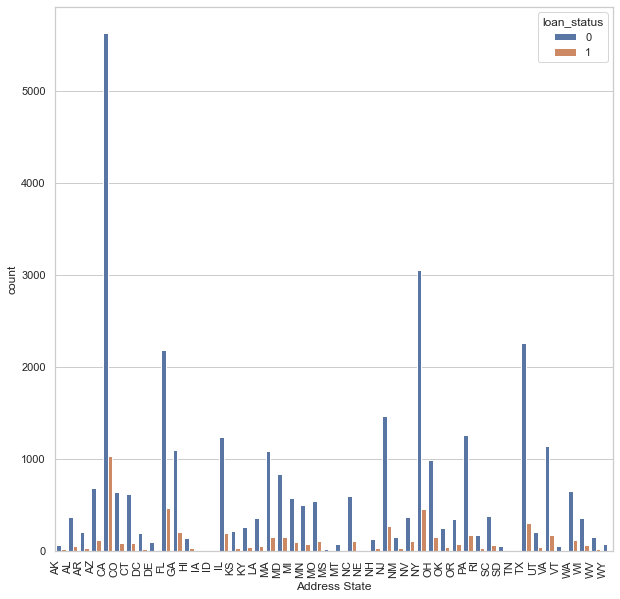 loan_status
0
1
count
5000
4000
3000
2000
1000
0
AK
AL
AR
AZ
CA
CO
CT
DC
DE
FL
GA
HI
IA
ID
IL
KS
KY
LA
MA
MD
MI
MN
MO
MS
MT
NC
NE
NH
NJ
NM
NV
NY
OH
OK
OR
PA
RI
SC
SD
TN
TX
UT
VA
VT
WA
WI
WV
WY
Address State